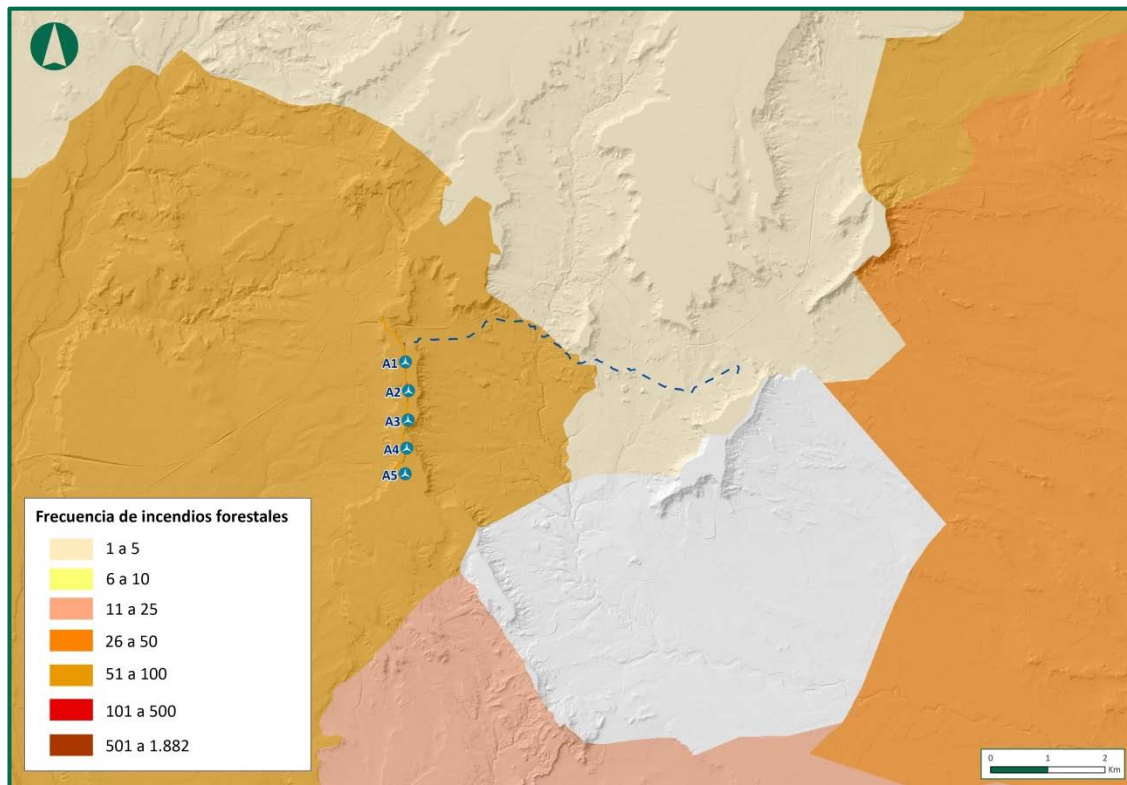 A1
A2
A3
A4
A5
Frecuencia de incendios forestales
1 a 5
6 a 10
11 a 25
26 a 50
51 a 100
101 a 500
501 a 1.882
0 1 2
Km